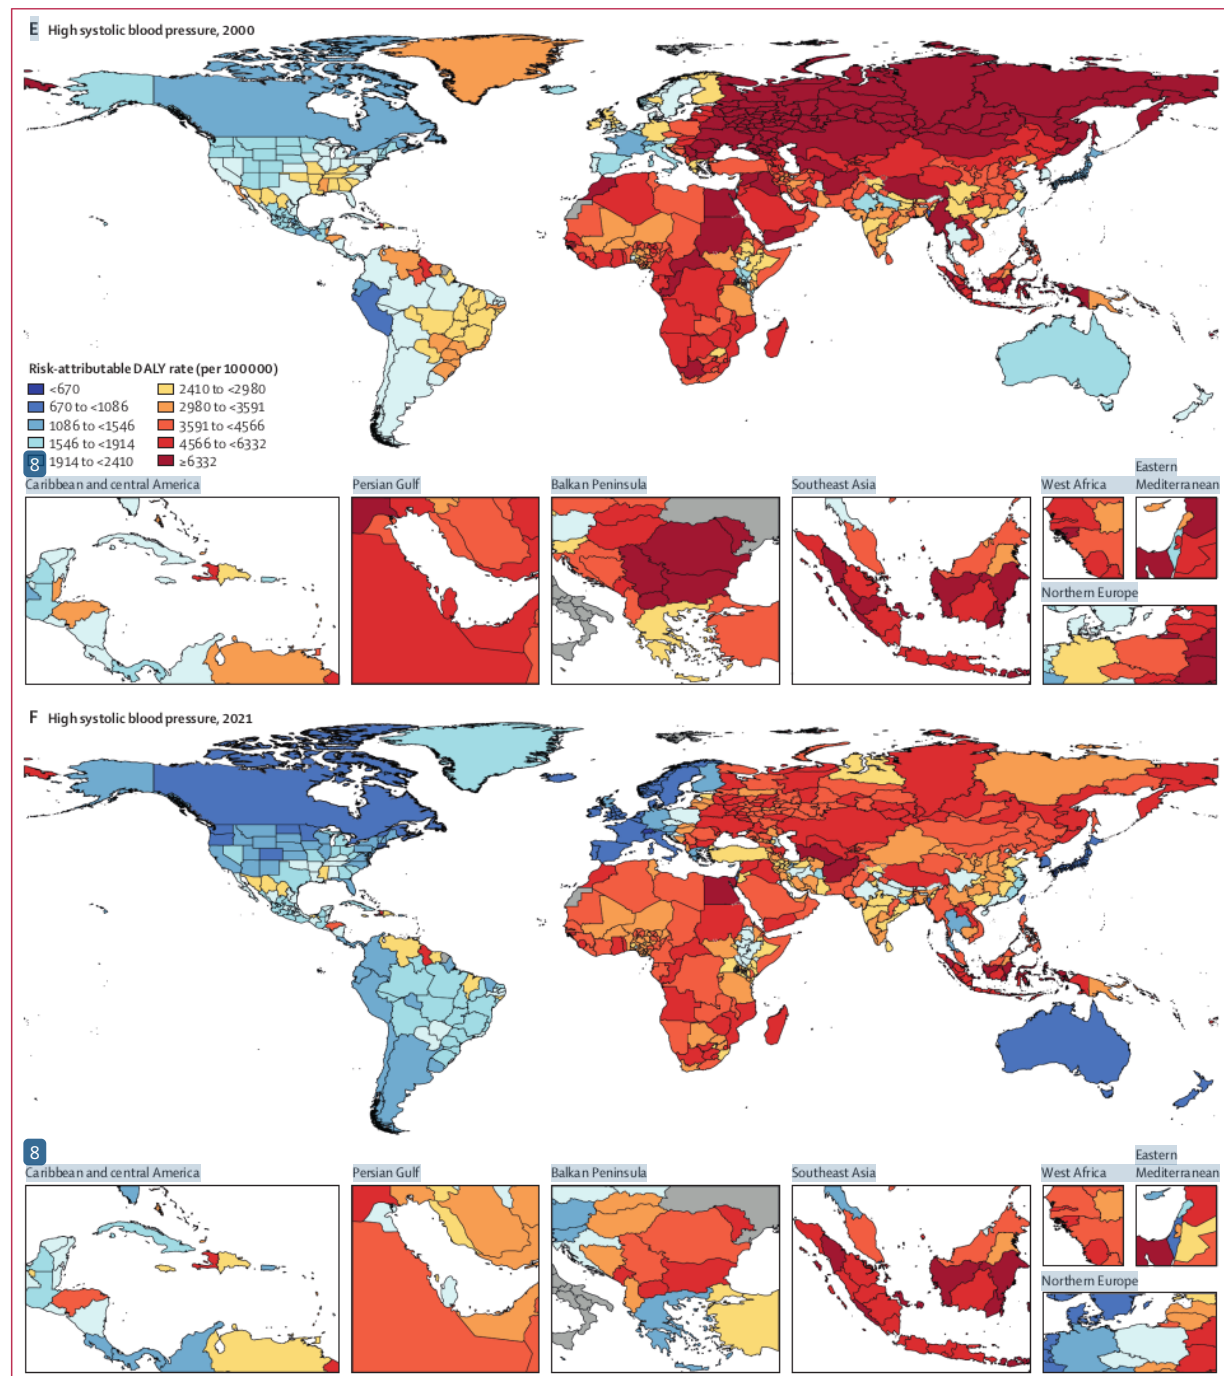 E High systolic blood pressure, 2000
Risk-attributable DALY rate (per 100000)
<670
670 to <1086
1086 to <1546
1546 to <1914
1914 to <2410
2410 to <2980
2980 to <3591
3591 to <4566
4566 to <6332
≥6332
8
Caribbean and central America
Persian Gulf
Balkan Peninsula
Southeast Asia
West Africa
Eastern
Mediterranean
Northern Europe
F High systolic blood pressure, 2021
8
Caribbean and central America
Persian Gulf
Balkan Peninsula
Southeast Asia
West Africa
Eastern
Mediterranean
Northern Europe